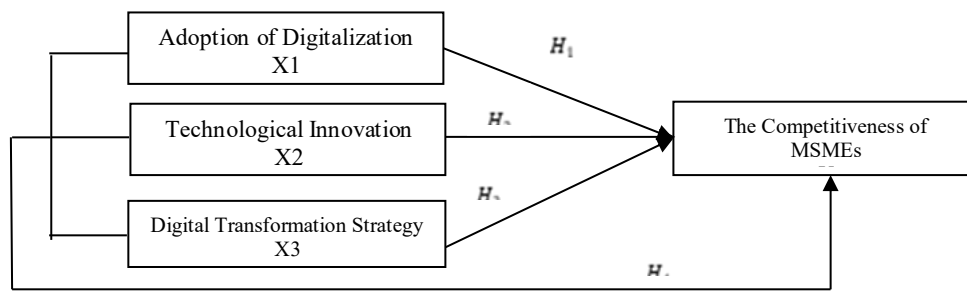 Adoption of Digitalization
X1
H₁
Technological Innovation
X2
The Competitiveness of
MSMEs
Digital Transformation Strategy
X3